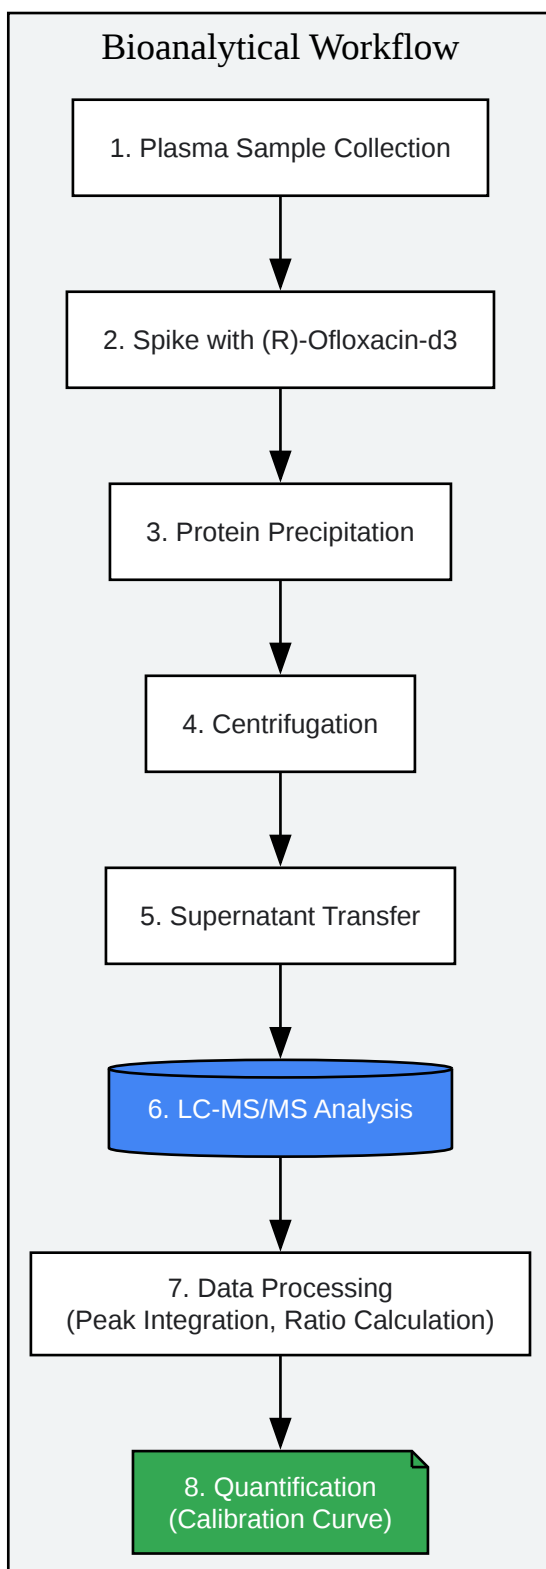 Bioanalytical Workflow
1. Plasma Sample Collection
2. Spike with (R)-Ofloxacin-d3
3. Protein Precipitation
4. Centrifugation
5. Supernatant Transfer
6. LC-MS/MS Analysis
7. Data Processing
(Peak Integration, Ratio Calculation)
8. Quantification
(Calibration Curve)